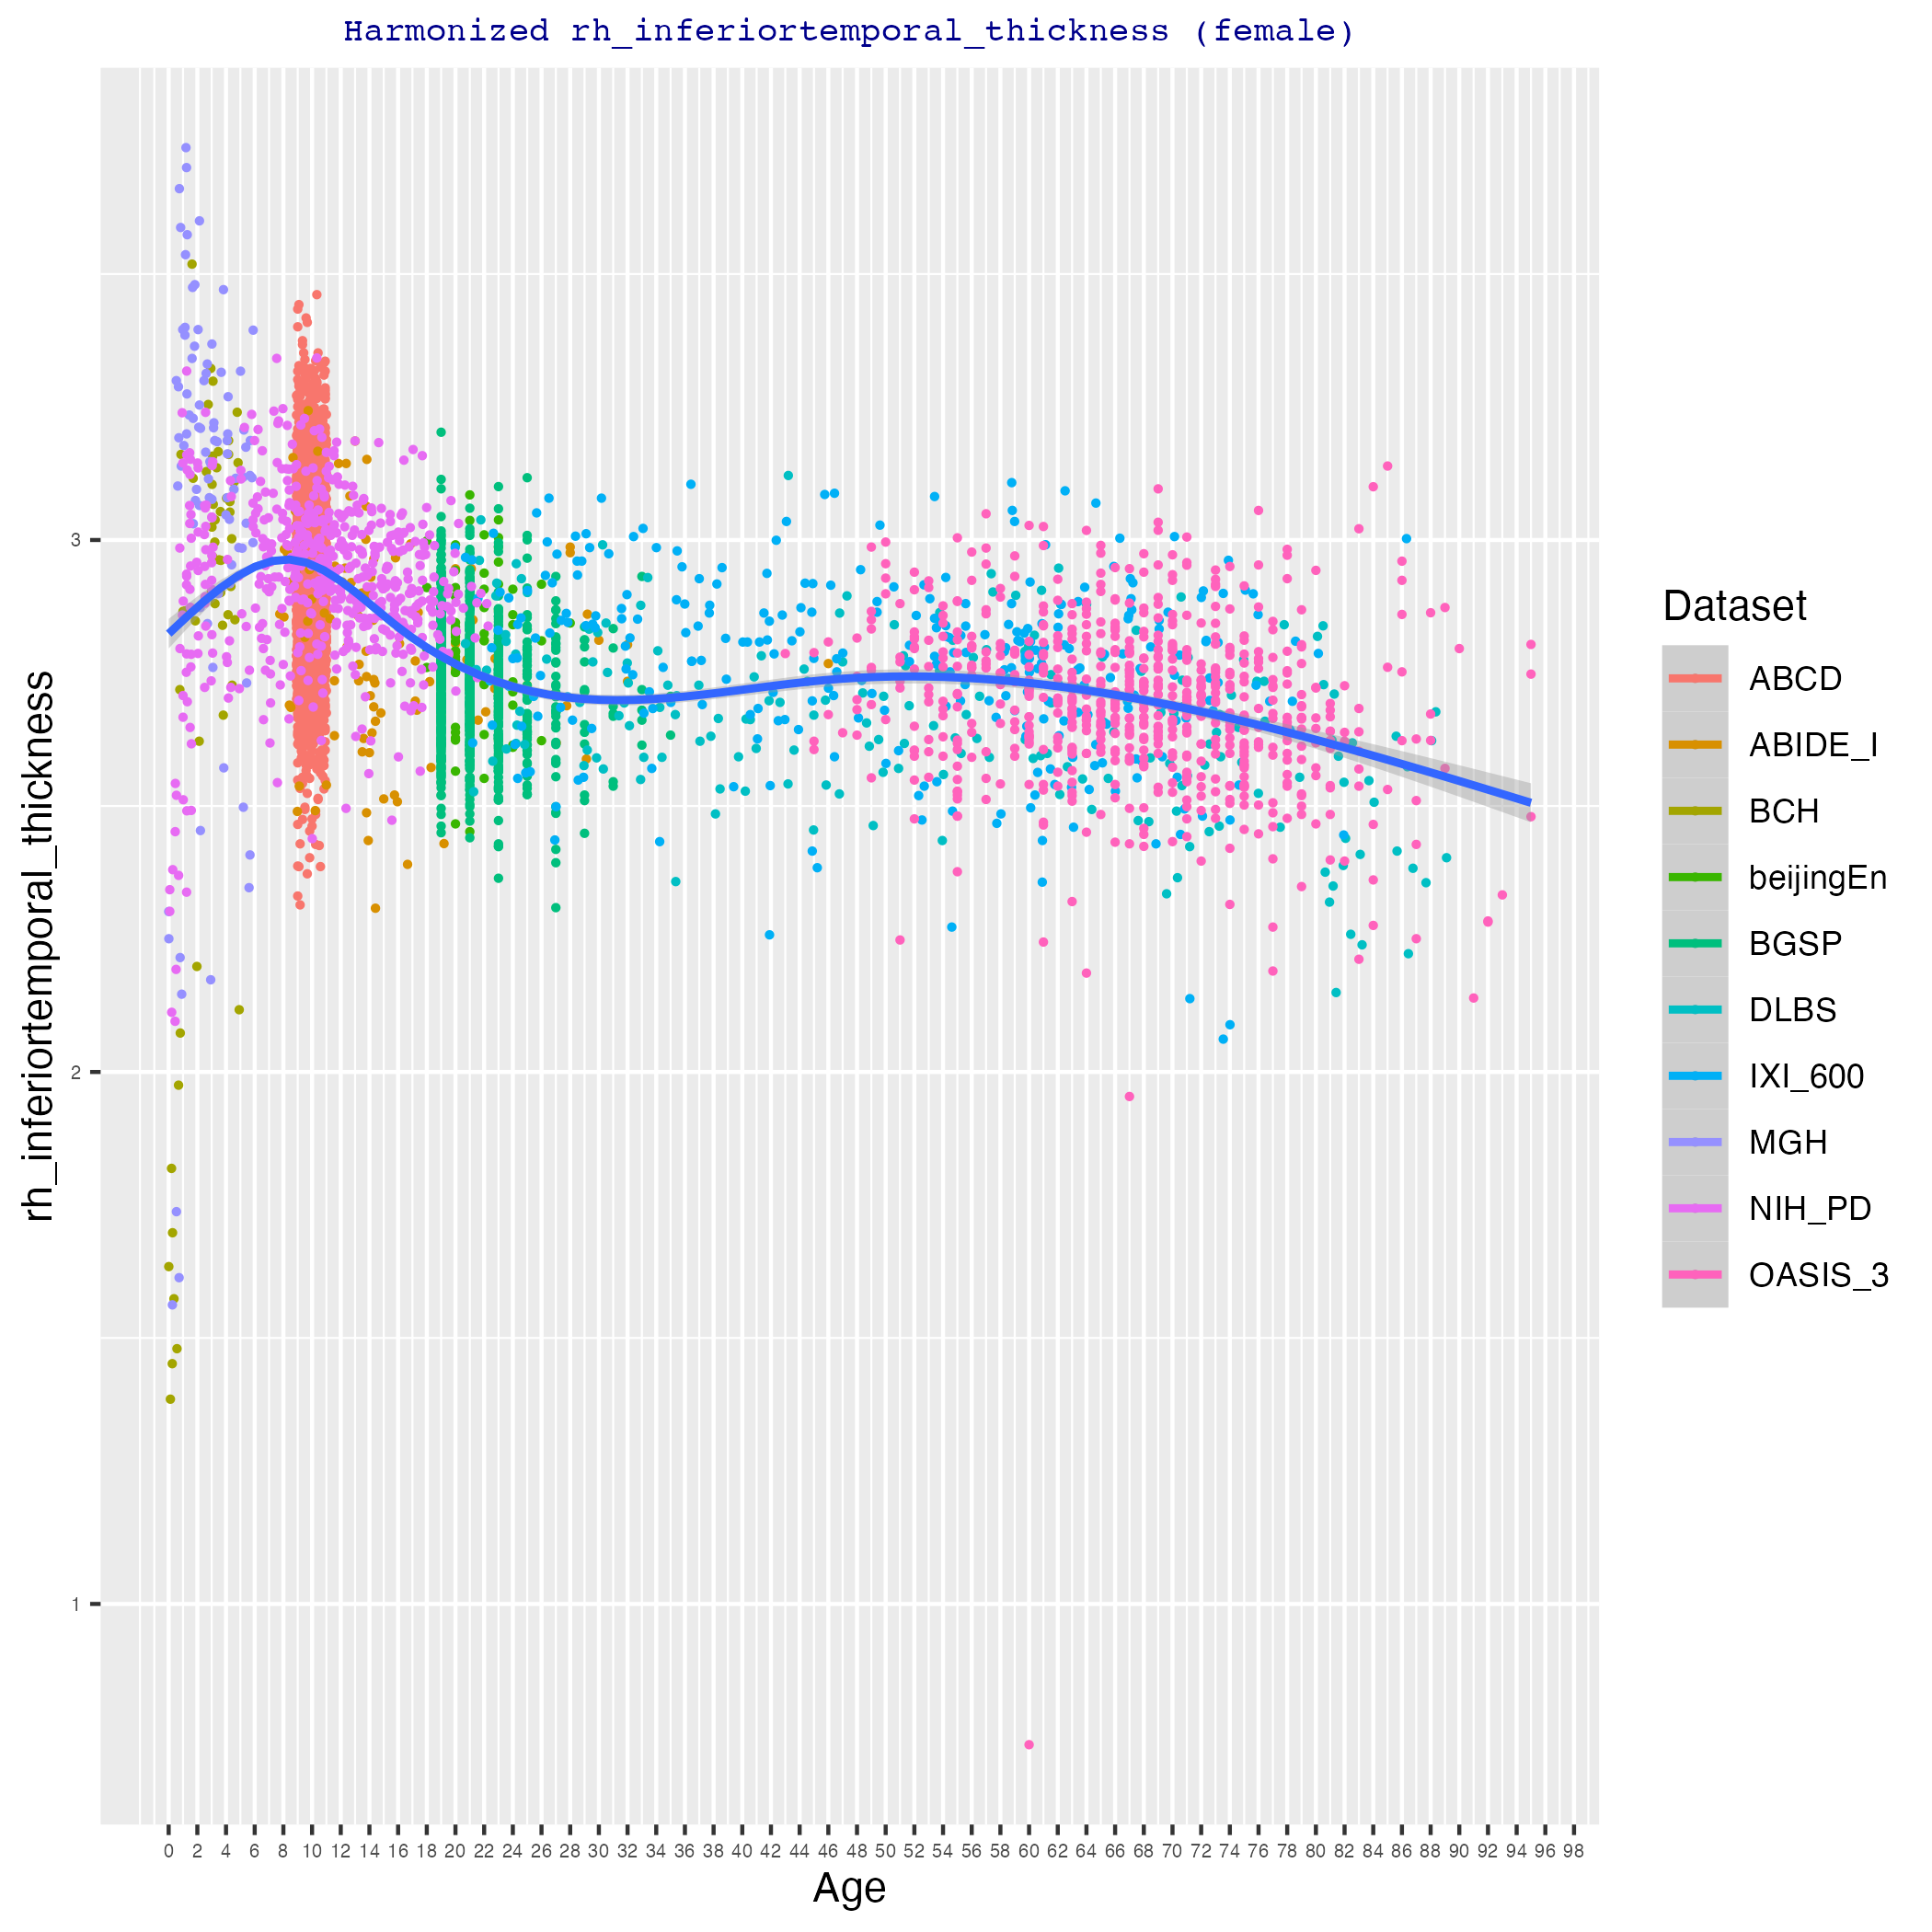 Harmonized rh_inferiortemporal_thickness (female)
rh_inferiortemporal_thickness
3
2
1
0 2 4 6 8 10 12 14 16 18 20 22 24 26 28 30 32 34 36 38 40 42 44 46 48 50 52 54 56 58 60 62 64 66 68 70 72 74 76 78 80 82 84 86 88 90 92 94 96 98
Age
Dataset
ABCD
ABIDE_I
BCH
beijingEn
BGSP
DLBS
IXI_600
MGH
NIH_PD
OASIS_3